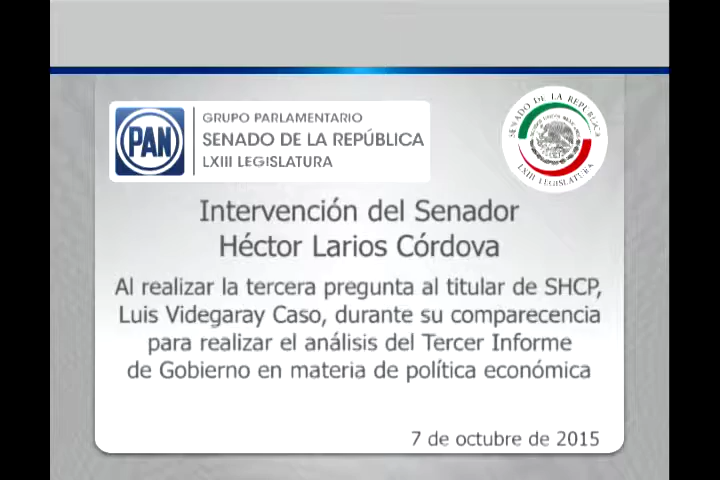 PAN
GRUPO PARLAMENTARIO
SENADO DE LA REPÚBLICA
LXIII LEGISLATURA
SENADO DE LA REPÚBLICA
LXIII LEGISLATURA
Intervención del Senador
Héctor Larios Córdova
Al realizar la tercera pregunta al titular de SHCP,
Luis Videgaray Caso, durante su comparecencia
para realizar el análisis del Tercer Informe
de Gobierno en materia de política económica
7 de octubre de 2015